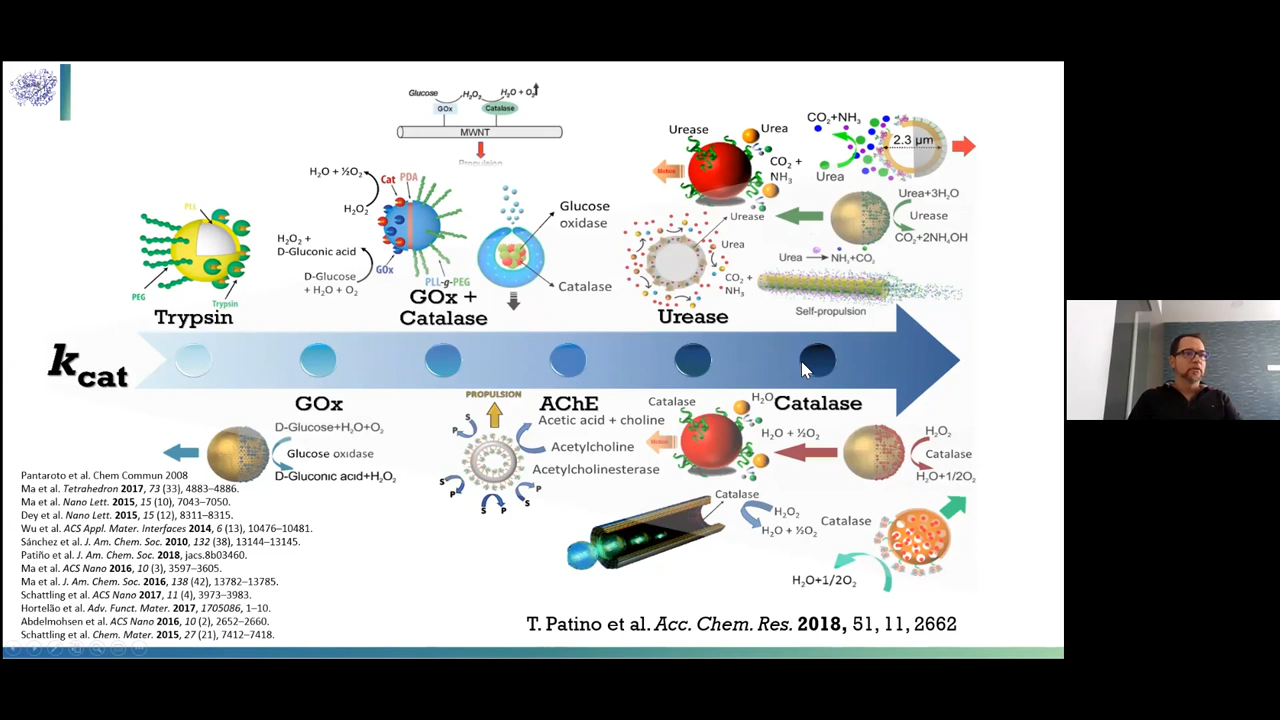 Glucose
H₂O₂
H₂O + O₂
GOx
Catalase
MWNT
Propulsion
H₂O + ½O₂
Cat
PDA
H₂O₂
H₂O₂ +
D-Gluconic acid
GOx
D-Glucose
+ H₂O + O₂
PLL-g-PEG
GOx +
Catalase
Glucose
oxidase
Catalase
PLL
PEG
Trypsin
Trypsin
Urease
Urea
Motion
CO₂ +
NH₃
CO₂+NH₃
2.3 µm
Urea
Urease
Urea
CO₂ +
NH₃
Urea+3H₂O
Urease
CO₂+2NH₄OH
Urea
NH₃+CO₂
Self-propulsion
Urease
kcat
GOx
D-Glucose+H₂O+O₂
Glucose oxidase
D-Gluconic acid+H₂O₂
PROPULSION
S
P
S
P
S
P
S
P
AChE
Acetic acid + choline
Acetylcholine
Acetylcholinesterase
Catalase
Catalase
H₂O₂
Motion
H₂O + ½O₂
H₂O₂
Catalase
H₂O+1/2O₂
Catalase
H₂O₂
H₂O + ½O₂
Catalase
H₂O+1/2O₂
Pantaroto et al. Chem Commun 2008
Ma et al. Tetrahedron 2017, 73 (33), 4883–4886.
Ma et al. Nano Lett. 2015, 15 (10), 7043–7050.
Dey et al. Nano Lett. 2015, 15 (12), 8311–8315.
Wu et al. ACS Appl. Mater. Interfaces 2014, 6 (13), 10476–10481.
Sánchez et al. J. Am. Chem. Soc. 2010, 132 (38), 13144–13145.
Patiño et al. J. Am. Chem. Soc. 2018, jacs.8b03460.
Ma et al. ACS Nano 2016, 10 (3), 3597–3605.
Ma et al. J. Am. Chem. Soc. 2016, 138 (42), 13782–13785.
Schattling et al. ACS Nano 2017, 11 (4), 3973–3983.
Hortelão et al. Adv. Funct. Mater. 2017, 1705086, 1–10.
Abdelmohsen et al. ACS Nano 2016, 10 (2), 2652–2660.
Schattling et al. Chem. Mater. 2015, 27 (21), 7412–7418.
T. Patino et al. Acc. Chem. Res. 2018, 51, 11, 2662